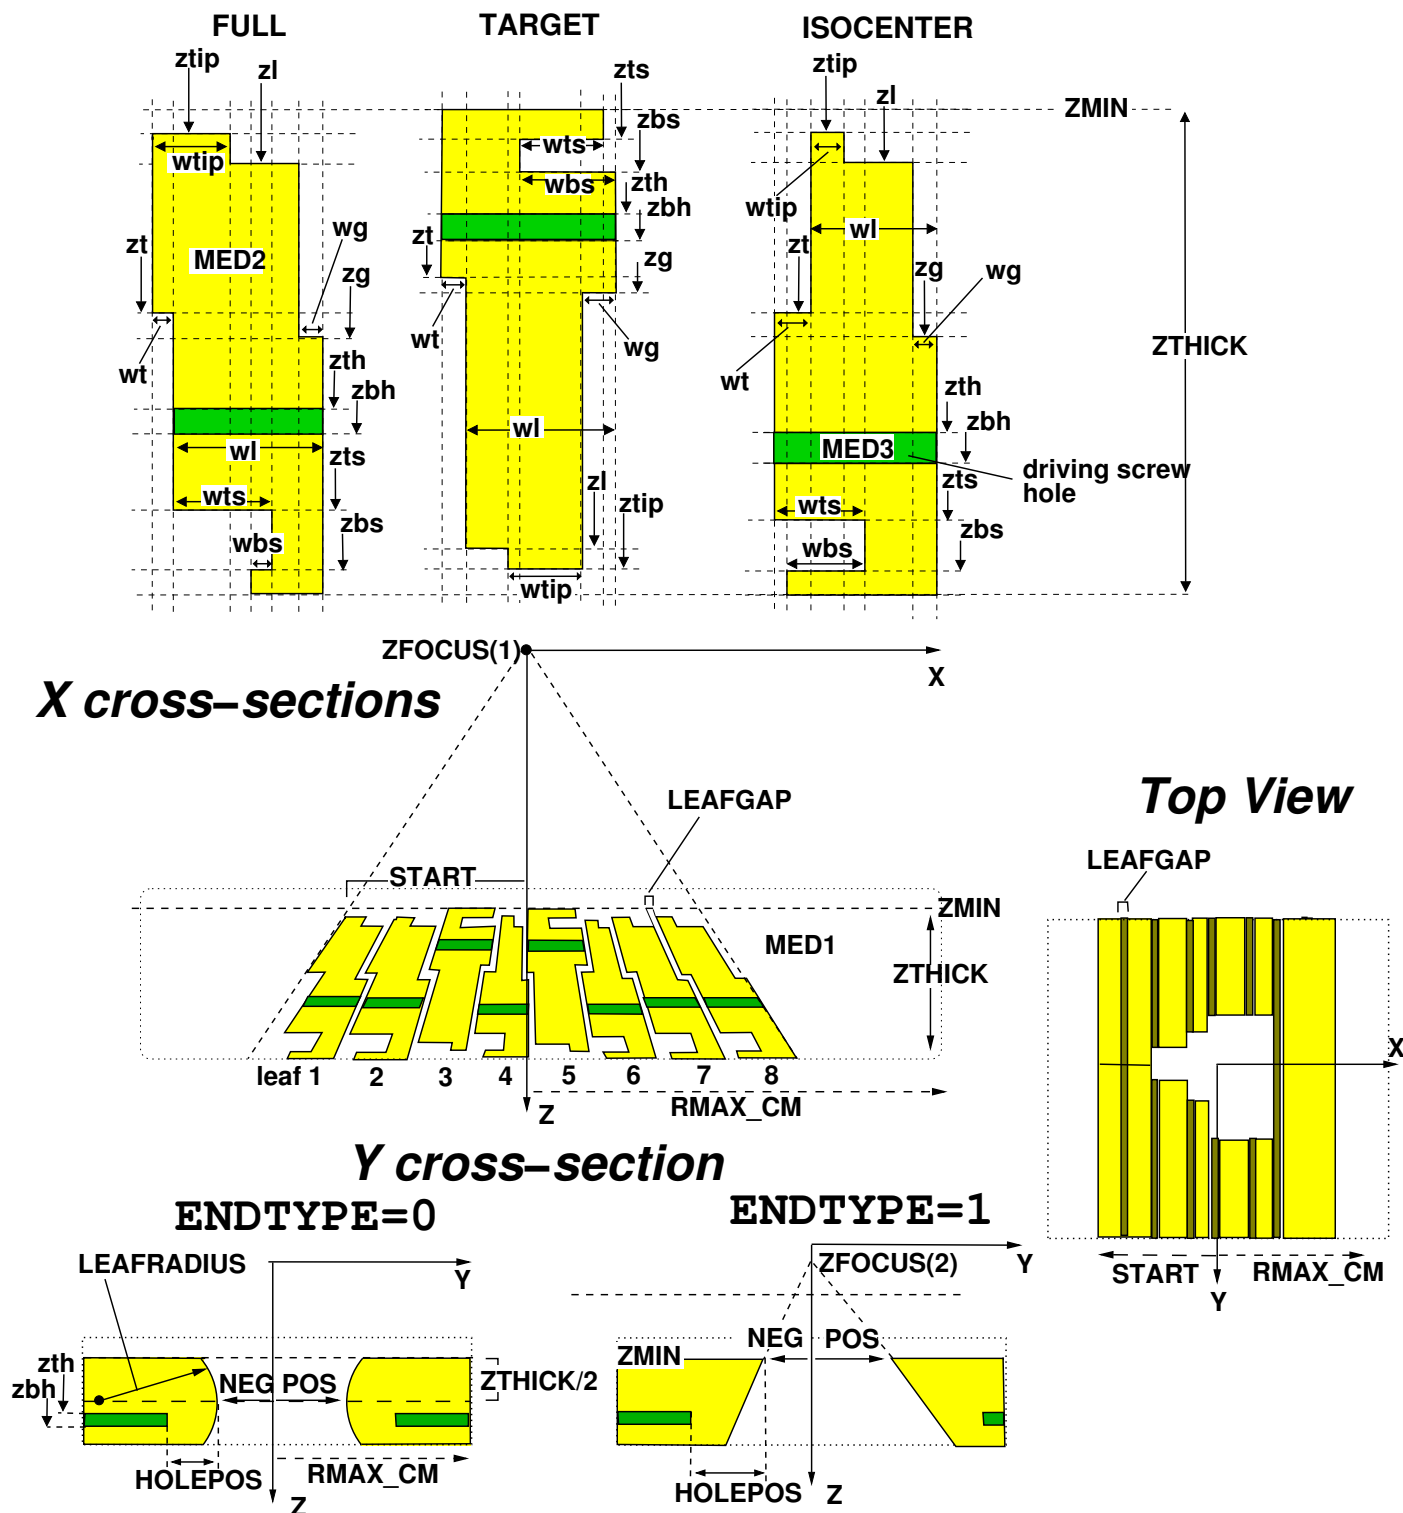 FULL
TARGET
ISOCENTER
ztip
zl
wtip
zt
MED2
wg
zg
wt
zth
zbh
wl
zts
wts
zbs
wbs
zts
zbs
wts
wbs
zth
zbh
zt
zg
wt
wg
wl
zl
ztip
wtip
ztip
zl
ZMIN
wtip
wl
zt
zg
wg
wt
ZTHICK
zth
zbh
MED3
driving screw
hole
zts
wts
zbs
wbs
ZFOCUS(1)
X
X cross–sections
LEAFGAP
START
ZMIN
MED1
ZTHICK
leaf 1
2
3
4
5
6
7
8
RMAX_CM
Z
Top View
LEAFGAP
X
START
RMAX_CM
Y
Y cross–section
ENDTYPE=0
LEAFRADIUS
Y
zth
zbh
NEG
POS
ZTHICK/2
HOLEPOS
RMAX_CM
Z
ENDTYPE=1
ZFOCUS(2)
Y
NEG
POS
ZMIN
HOLEPOS
Z